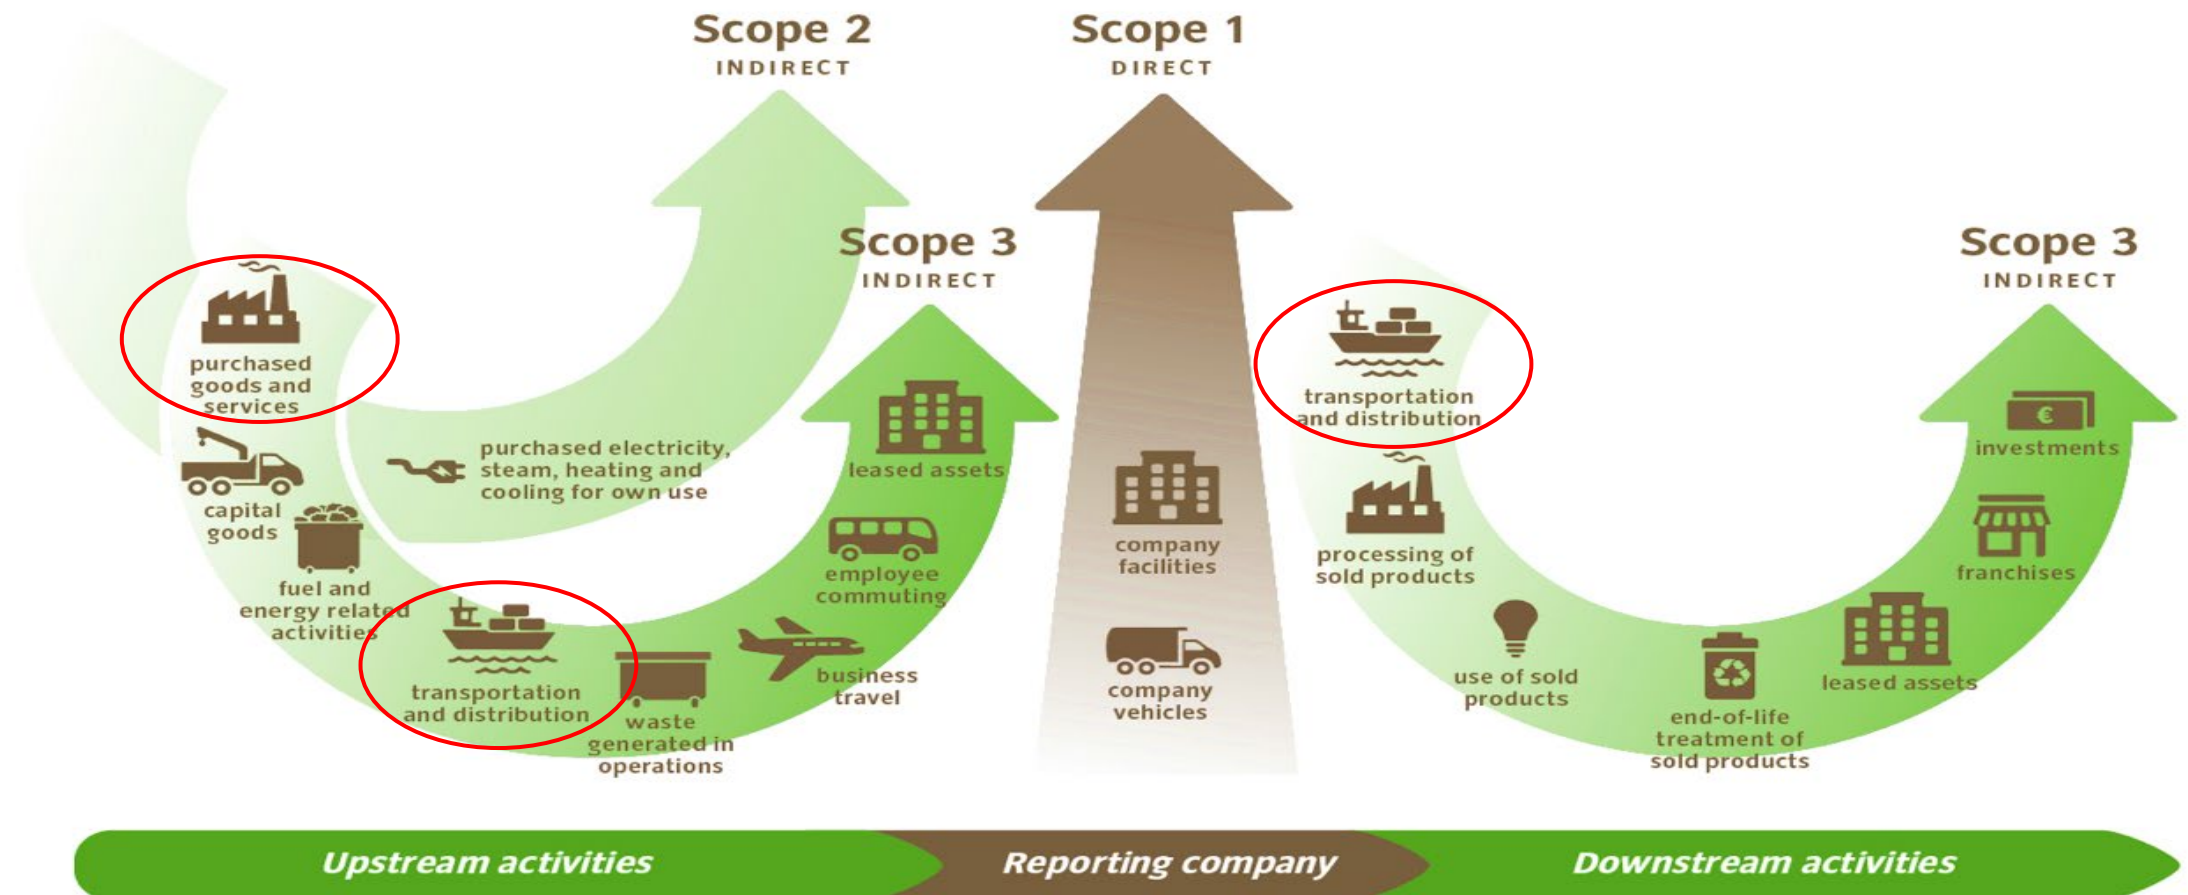 Scope 2
INDIRECT
Scope 1
DIRECT
Scope 3
INDIRECT
Scope 3
INDIRECT
purchased
goods and
services
capital
goods
fuel and
energy related
activities
transportation
and distribution
waste
generated in
operations
business
travel
employee
commuting
leased assets
purchased electricity,
steam, heating and
cooling for own use
company
facilities
company
vehicles
transportation
and distribution
processing of
sold products
use of sold
products
end-of-life
treatment of
sold products
leased assets
franchises
€
investments
Upstream activities
Reporting company
Downstream activities